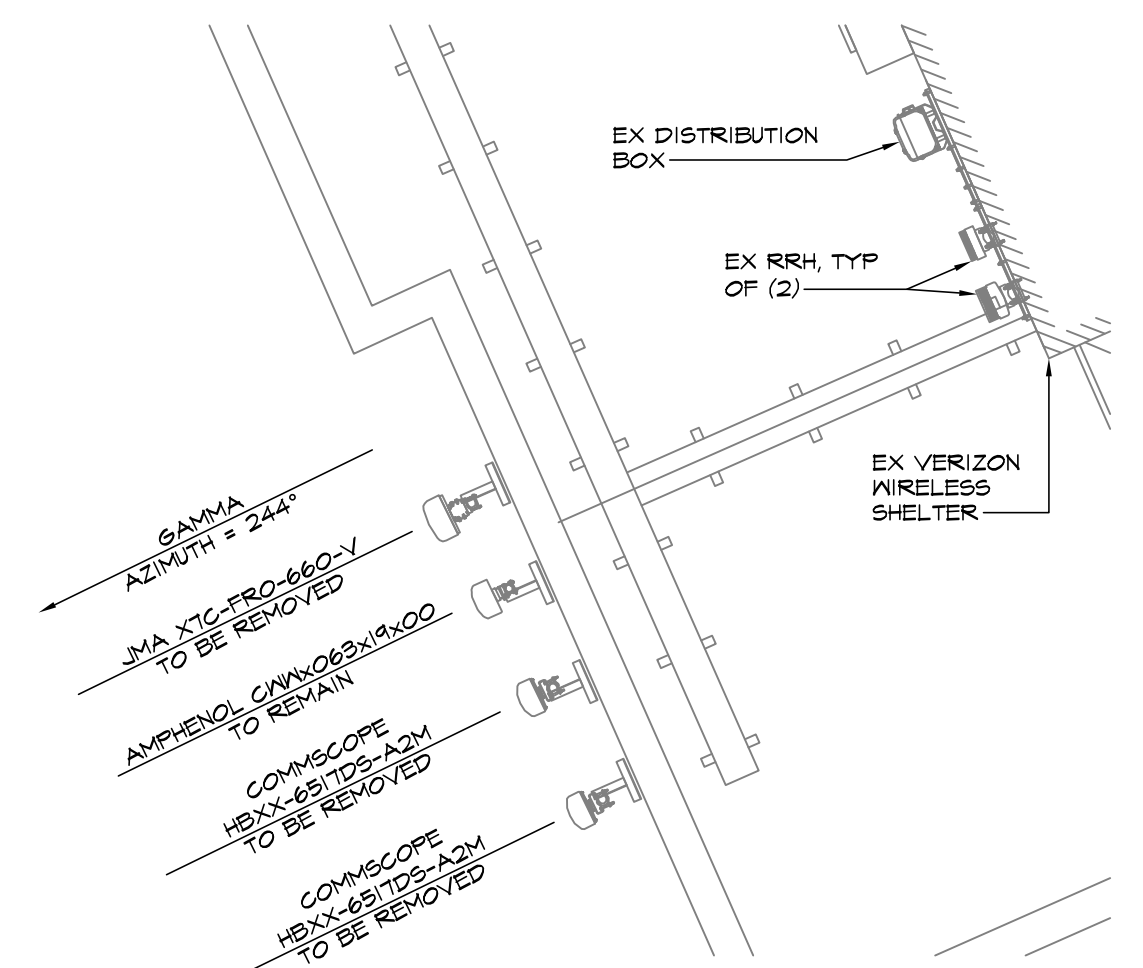 EX DISTRIBUTION
BOX
EX RRH, TYP
OF (2)
EX VERIZON
WIRELESS
SHELTER
GAMMA
AZIMUTH = 244°
JMA X7C-FRO-660-V
TO BE REMOVED
AMPHENOL CWWx063x19x00
TO REMAIN
COMMSCOPE
HBXX-6517DS-A2M
TO BE REMOVED
COMMSCOPE
HBXX-6517DS-A2M
TO BE REMOVED